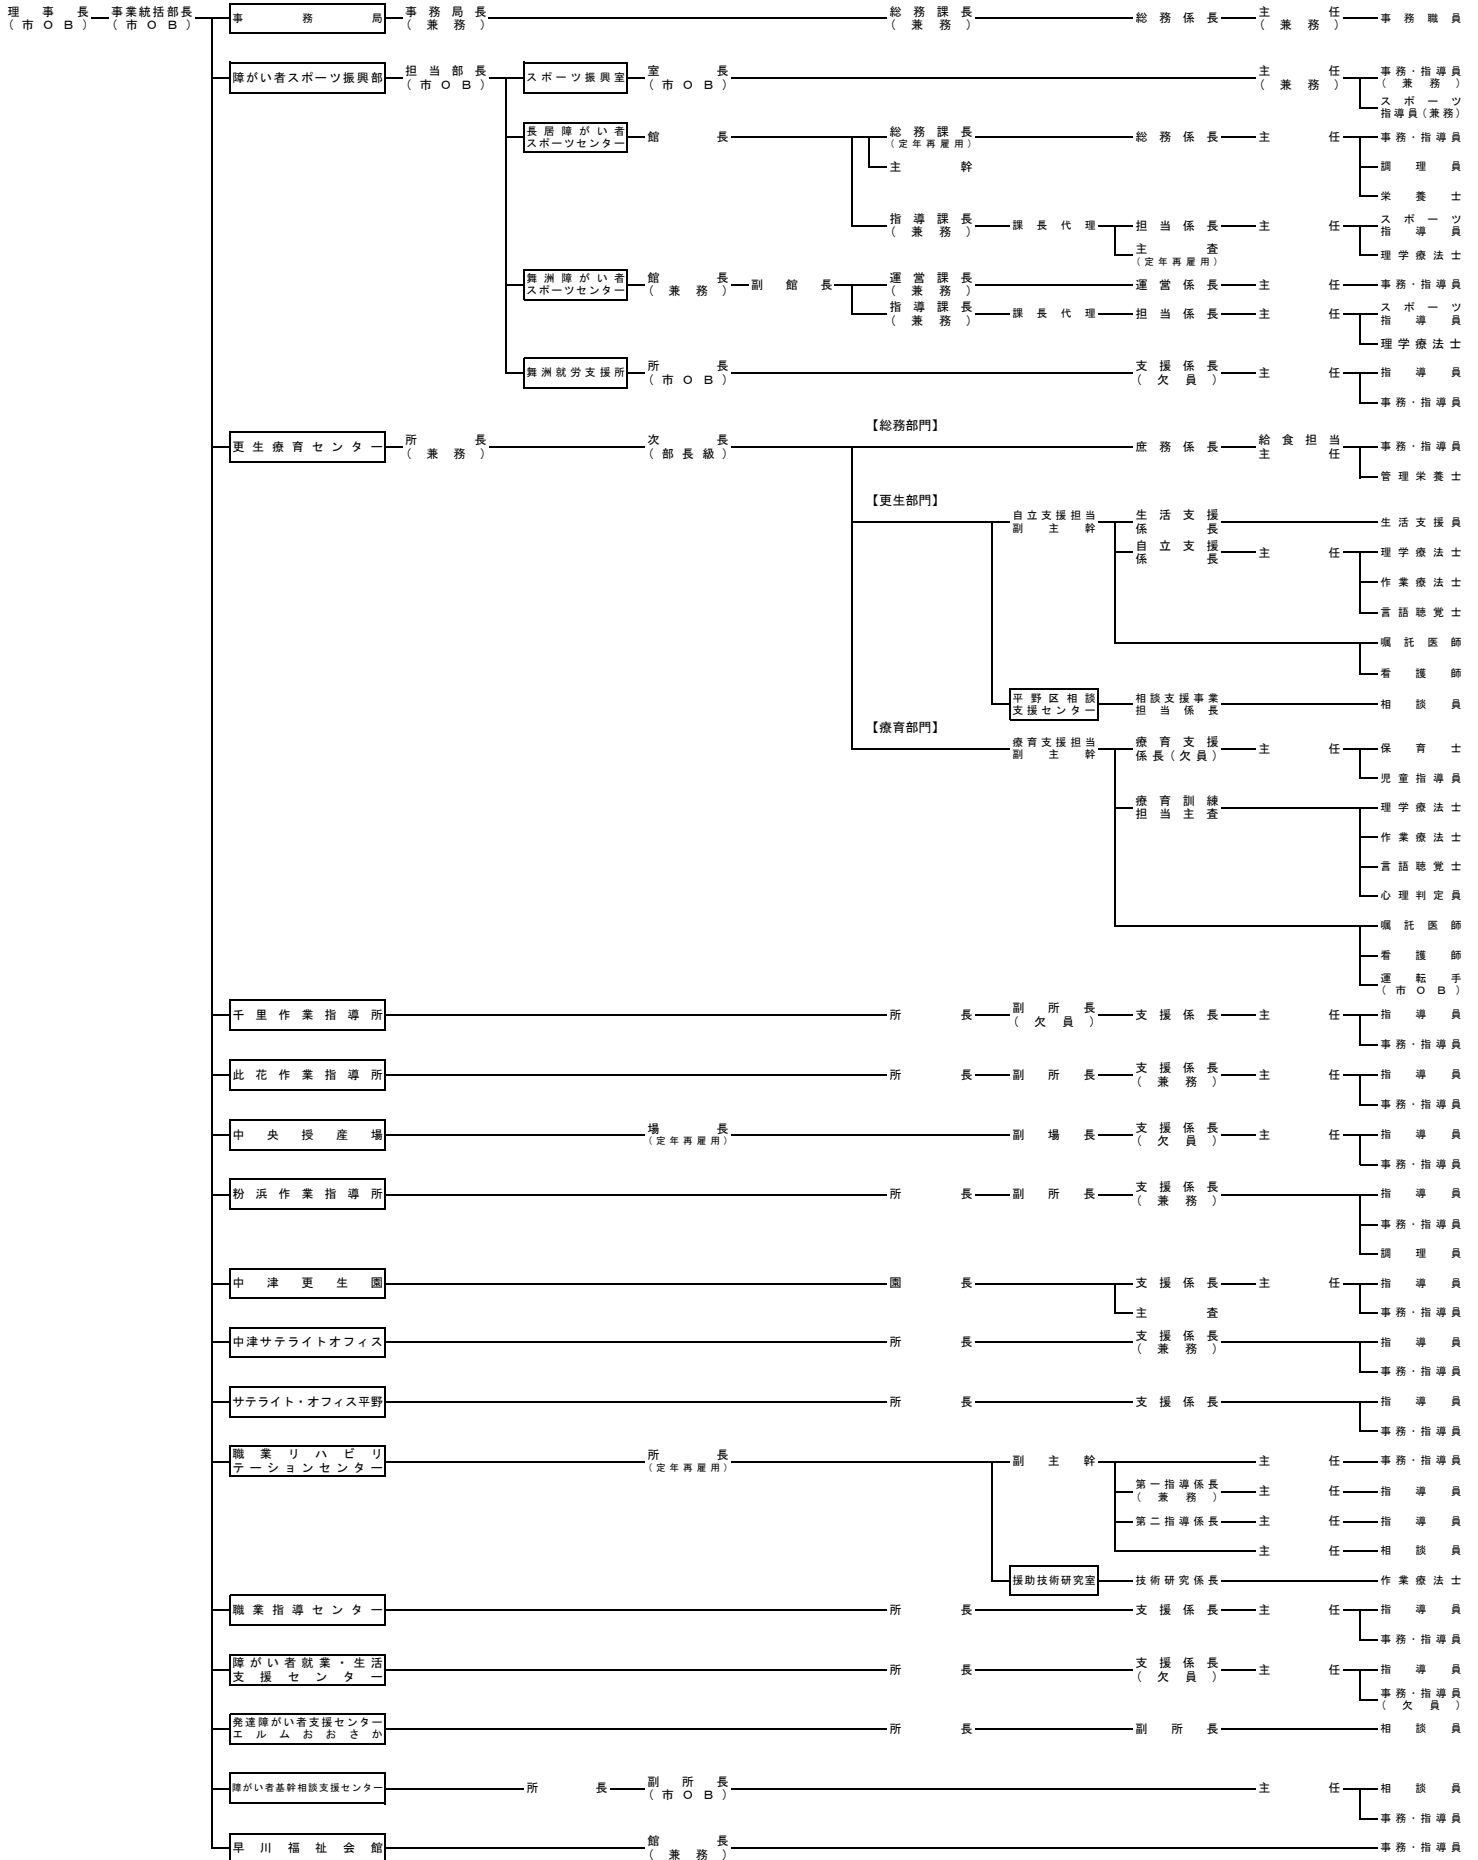 理事長 事業統括部長 事務局 事務局長 総務課長 総務係長 主任 事務職員
（市ＯＢ） （市ＯＢ） （兼務） （兼務） （兼務）
障がい者スポーツ振興部 担当部長 スポーツ振興室 室長 主任 事務・指導員
（市ＯＢ） （市ＯＢ） （兼務） （兼務）
スポーツ
指導員（兼務）
長居障がい者 館長 総務課長 総務係長 主任 事務・指導員
スポーツセンター （定年再雇用）
主幹 調理員
栄養士
指導課長 課長代理 担当係長 主任 スポーツ
（兼務） 指導員
主査 理学療法士
（定年再雇用）
舞洲障がい者 館長 副館長 運営課長 運営係長 主任 事務・指導員
スポーツセンター （兼務） （兼務）
指導課長 課長代理 担当係長 主任 スポーツ
（兼務） 指導員
理学療法士
舞洲就労支援所 所長 支援係長 主任 指導員
（市ＯＢ） （欠員）
事務・指導員
【総務部門】
更生療育センター 所長 次長 庶務係長 給食担当 事務・指導員
（兼務） （部長級） 主任
管理栄養士
【更生部門】
自立支援担当 生活支援 生活支援員
副主幹 係長
自立支援 主任 理学療法士
係長
作業療法士
言語聴覚士
嘱託医師
看護師
平野区相談 相談支援事業 相談員
支援センター 担当係長
【療育部門】
療育支援担当 療育支援 主任 保育士
副主幹 係長（欠員）
児童指導員
療育訓練 理学療法士
担当主査
作業療法士
言語聴覚士
心理判定員
嘱託医師
看護師
運転手
（市ＯＢ）
千里作業指導所 所長 副所長 支援係長 主任 指導員
（欠員）
事務・指導員
此花作業指導所 所長 副所長 支援係長 主任 指導員
（兼務）
事務・指導員
中央授産場 場長 副場長 支援係長 主任 指導員
（定年再雇用） （欠員）
事務・指導員
粉浜作業指導所 所長 副所長 支援係長 指導員
（兼務）
事務・指導員
調理員
中津更生園 園長 支援係長 主任 指導員
主査 事務・指導員
中津サテライトオフィス 所長 支援係長 指導員
（兼務）
事務・指導員
サテライト・オフィス平野 所長 支援係長 指導員
事務・指導員
職業リハビリ 所長 副主幹 主任 事務・指導員
テーションセンター （定年再雇用）
第一指導係長 主任 指導員
（兼務）
第二指導係長 主任 指導員
主任 相談員
援助技術研究室 技術研究係長 作業療法士
職業指導センター 所長 支援係長 主任 指導員
事務・指導員
障がい者就業・生活 所長 支援係長 主任 指導員
支援センター （欠員）
事務・指導員
（欠員）
発達障がい者支援センター 所長 副所長 相談員
エルムおおさか
障がい者基幹相談支援センター 所長 副所長 主任 相談員
（市ＯＢ）
事務・指導員
早川福祉会館 館長 事務・指導員
（兼務）